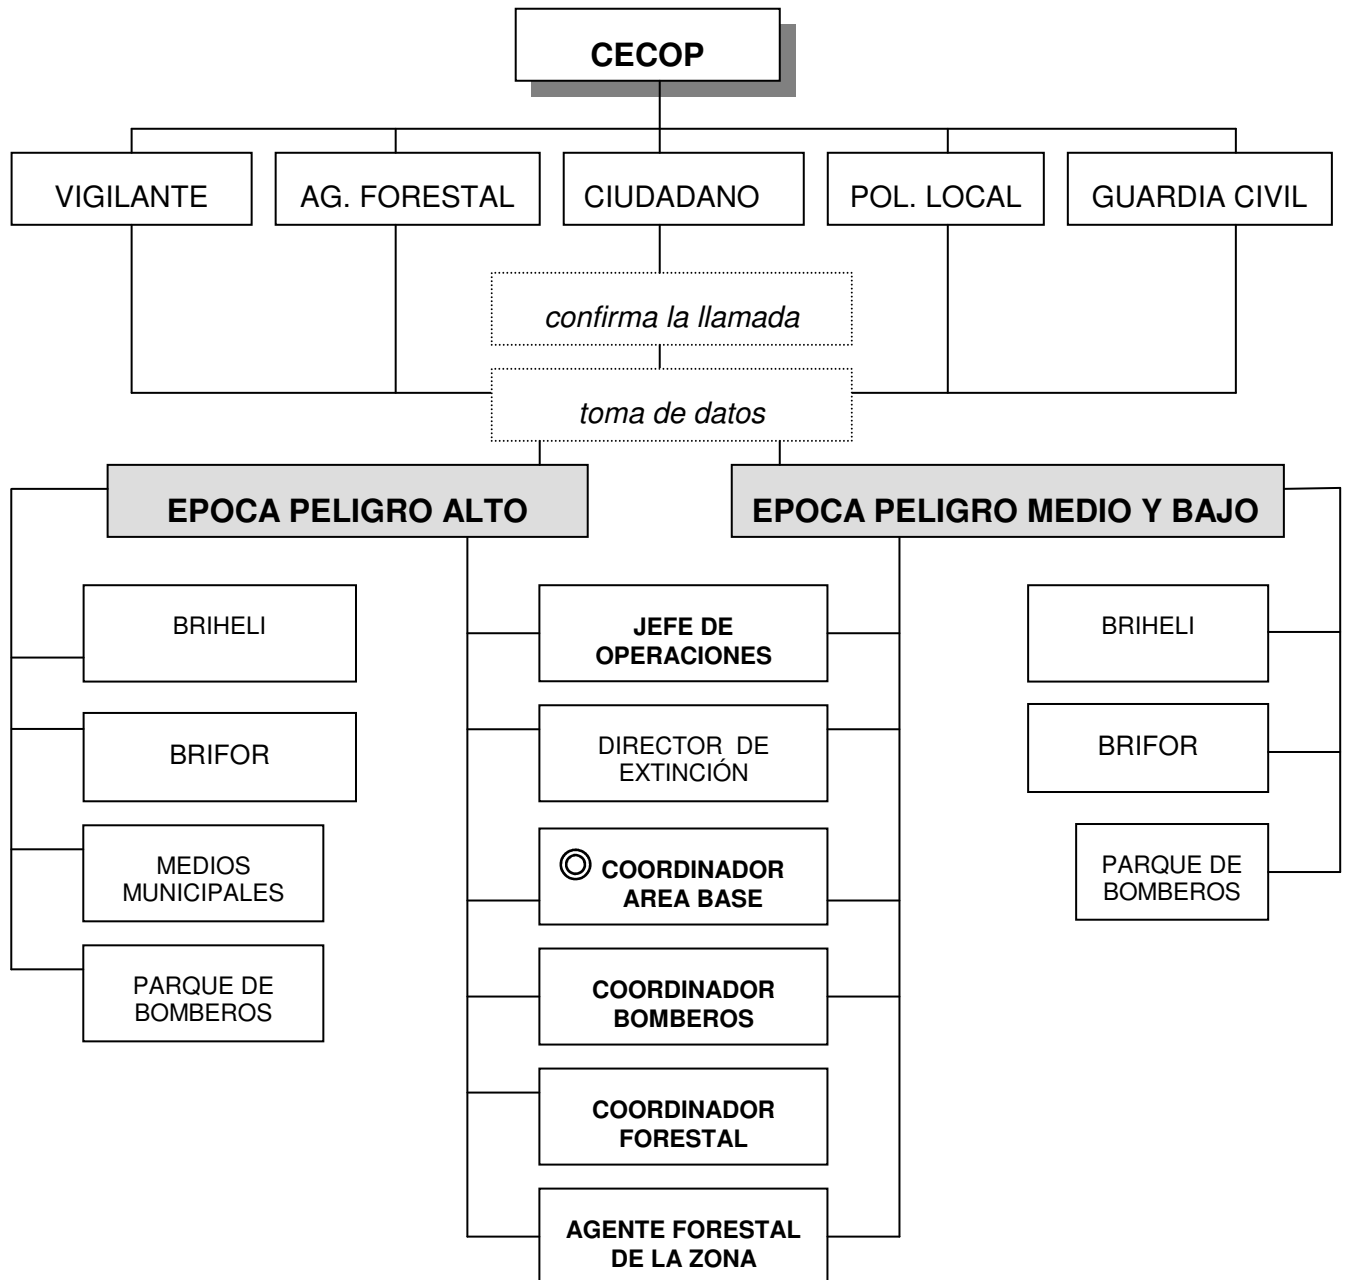 CECOP
VIGILANTE
AG. FORESTAL
CIUDADANO
POL. LOCAL
GUARDIA CIVIL
confirma la llamada
toma de datos
EPOCA PELIGRO ALTO
EPOCA PELIGRO MEDIO Y BAJO
BRIHELI
BRIFOR
MEDIOS
MUNICIPALES
PARQUE DE
BOMBEROS
JEFE DE
OPERACIONES
DIRECTOR DE
EXTINCIÓN
COORDINADOR
AREA BASE
COORDINADOR
BOMBEROS
COORDINADOR
FORESTAL
AGENTE FORESTAL
DE LA ZONA
BRIHELI
BRIFOR
PARQUE DE
BOMBEROS